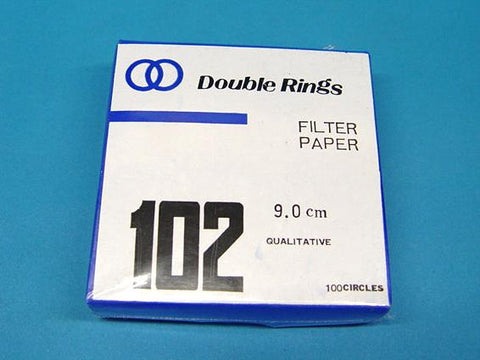 Double Rings
FILTER
PAPER
102
9.0 cm
QUALITATIVE
100CIRCLES